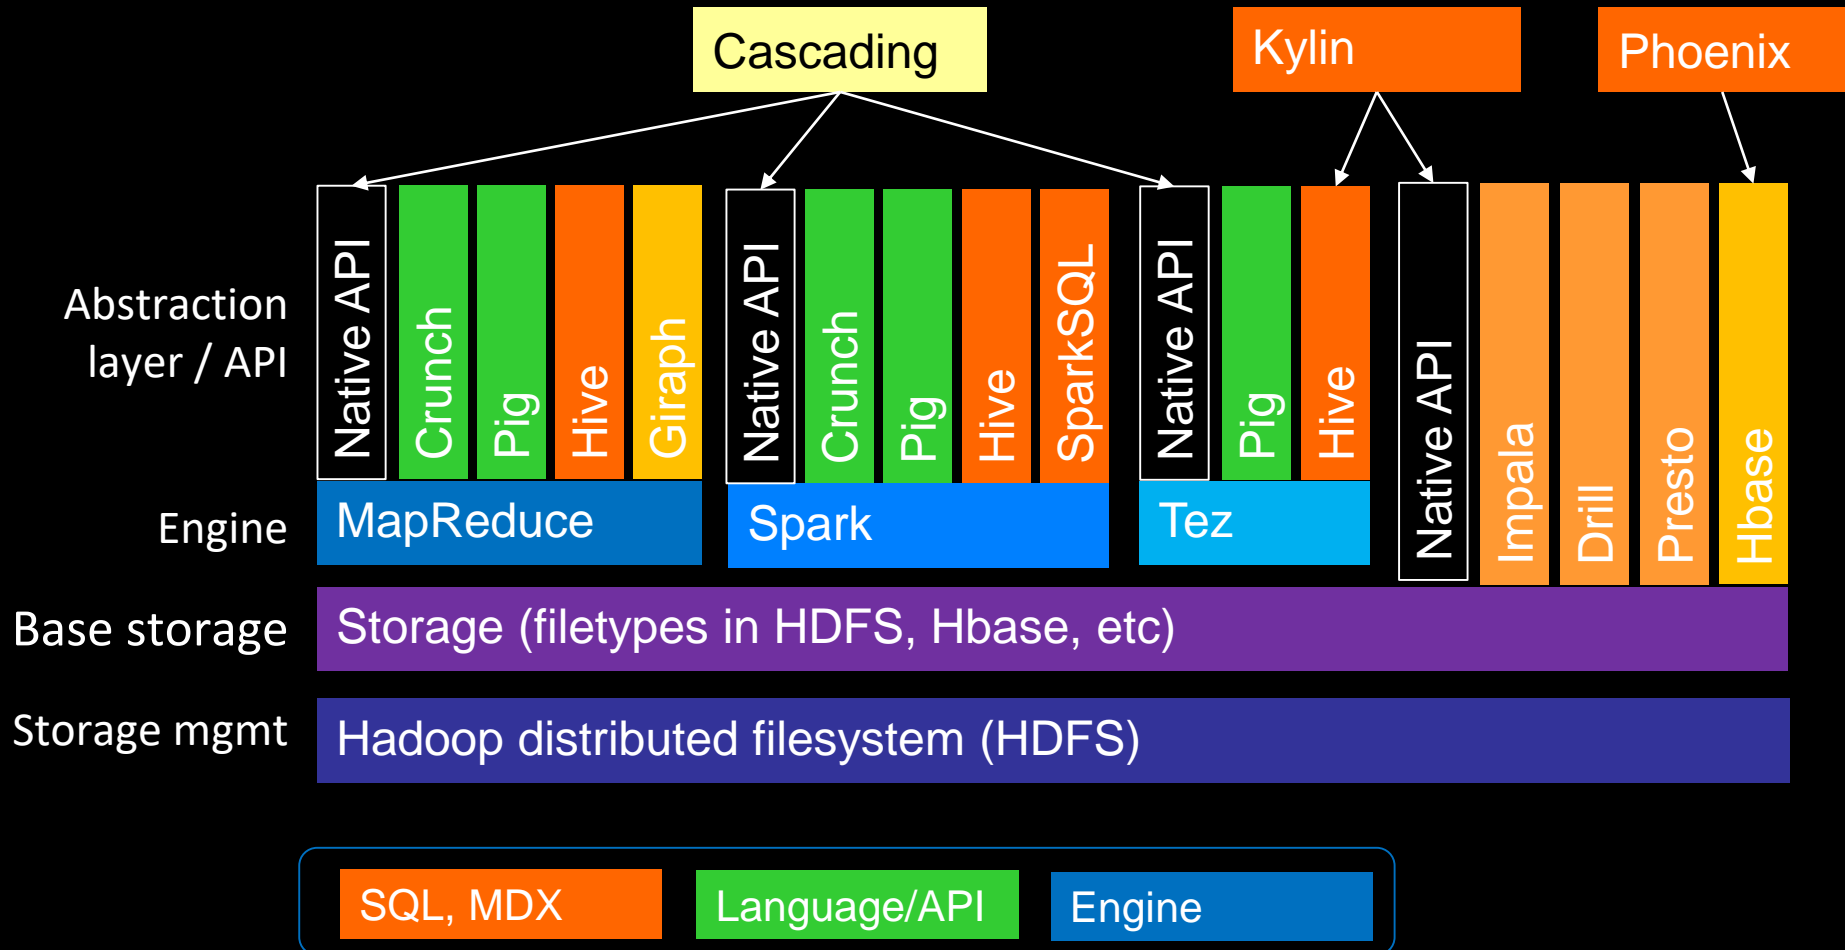 Cascading
Kylin
Phoenix
Abstraction
layer / API
Native API
Crunch
Pig
Hive
Giraph
Native API
Crunch
Pig
Hive
SparkSQL
Native API
Pig
Hive
Native API
Impala
Drill
Presto
Hbase
Engine
MapReduce
Spark
Tez
Base storage
Storage (filetypes in HDFS, Hbase, etc)
Storage mgmt
Hadoop distributed filesystem (HDFS)
SQL, MDX
Language/API
Engine